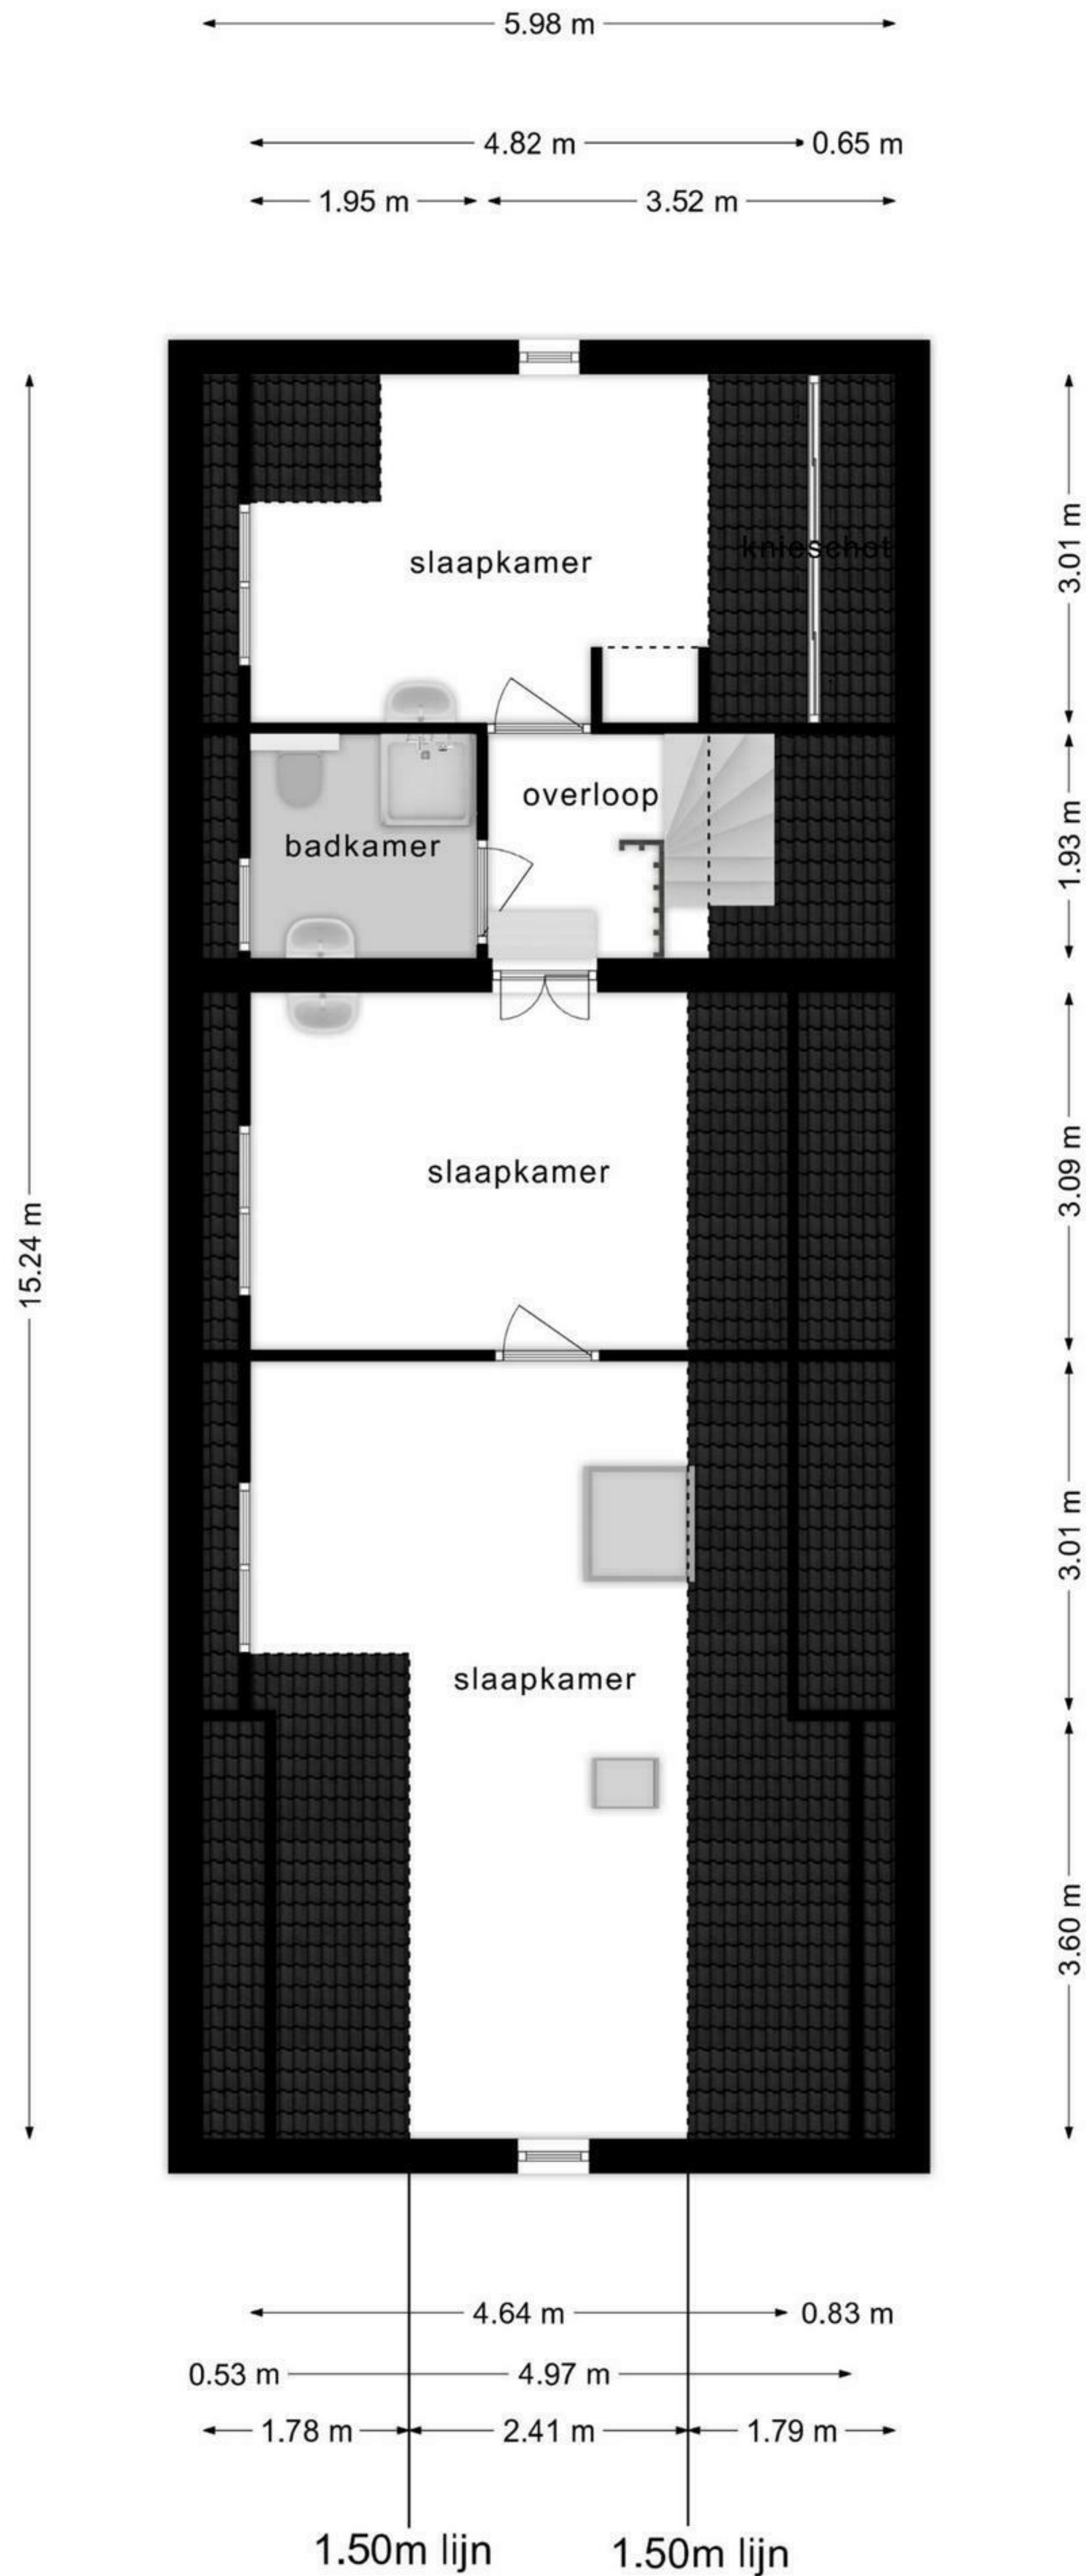 5.98 m
4.82 m 0.65 m
1.95 m 3.52 m
slaapkamer
knieschot
3.01 m
overloop
badkamer
1.93 m
slaapkamer
3.09 m
15.24 m
3.01 m
slaapkamer
3.60 m
4.64 m 0.83 m
0.53 m 4.97 m
1.78 m 2.41 m 1.79 m
1.50m lijn 1.50m lijn